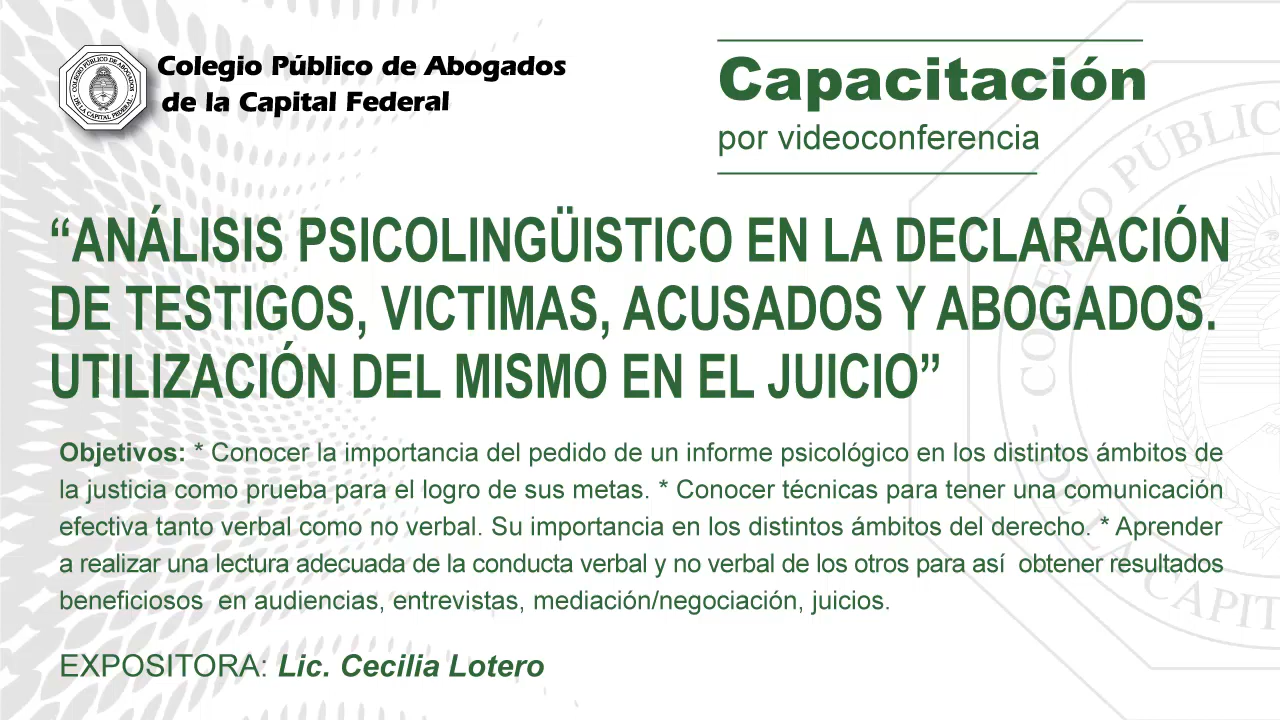 Colegio Público de Abogados
de la Capital Federal
Capacitación
por videoconferencia
“ANÁLISIS PSICOLINGÜISTICO EN LA DECLARACIÓN
DE TESTIGOS, VICTIMAS, ACUSADOS Y ABOGADOS.
UTILIZACIÓN DEL MISMO EN EL JUICIO”
Objetivos: * Conocer la importancia del pedido de un informe psicológico en los distintos ámbitos de
la justicia como prueba para el logro de sus metas. * Conocer técnicas para tener una comunicación
efectiva tanto verbal como no verbal. Su importancia en los distintos ámbitos del derecho. * Aprender
a realizar una lectura adecuada de la conducta verbal y no verbal de los otros para así obtener resultados
beneficiosos en audiencias, entrevistas, mediación/negociación, juicios.
EXPOSITORA: Lic. Cecilia Lotero